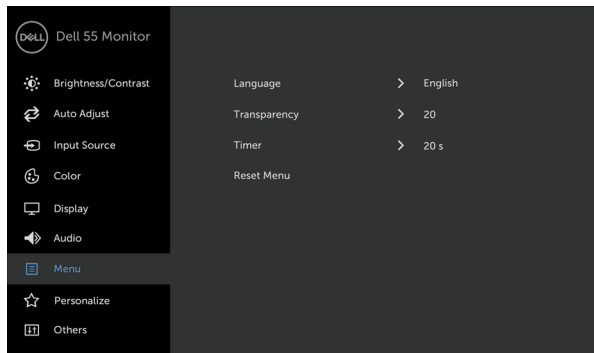 DELL Dell 55 Monitor
Brightness/Contrast
Auto Adjust
Input Source
Color
Display
Audio
Menu
Personalize
Others
Language > English
Transparency > 20
Timer > 20 s
Reset Menu